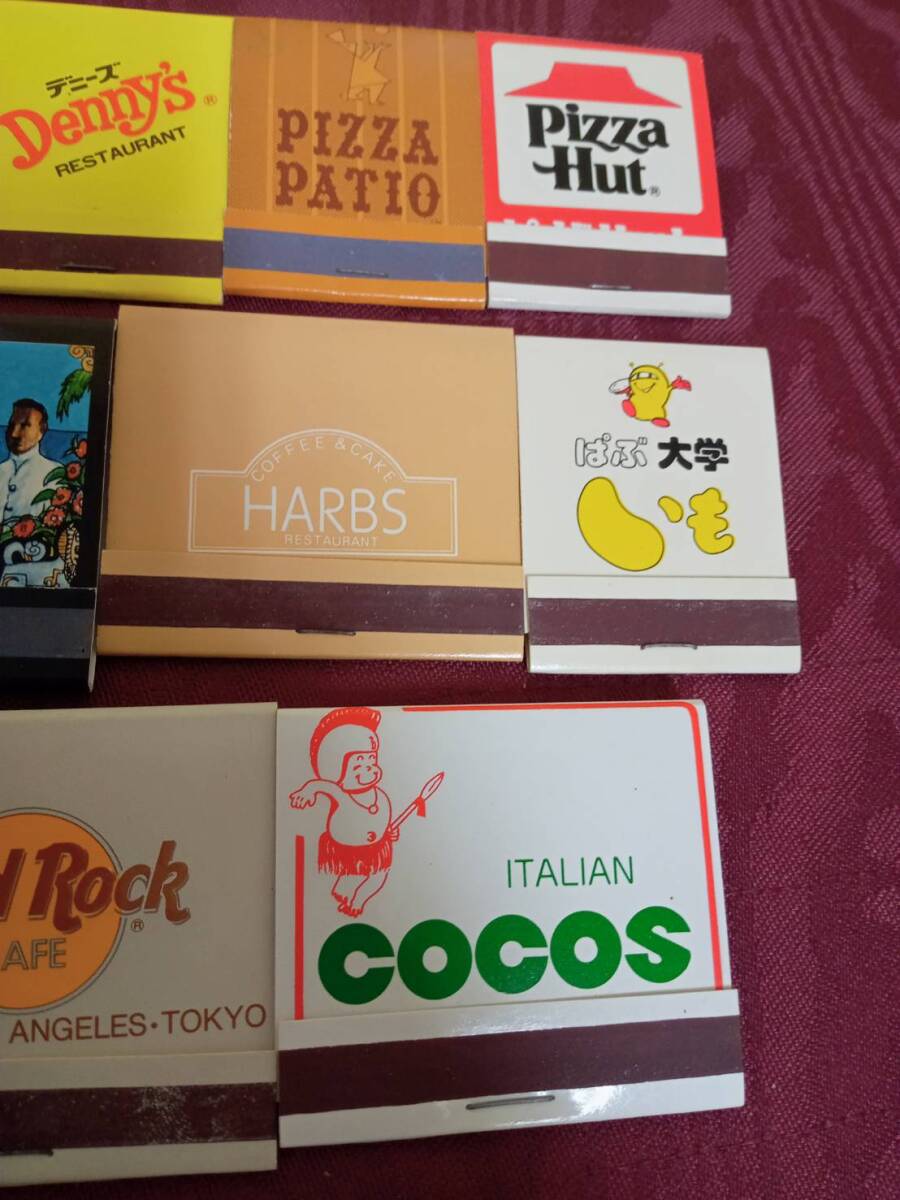 デニーズ
Denny's®
RESTAURANT
PIZZA
PATIO
Pizza
Hut®
COFFEE & CAKE
HARBS
RESTAURANT
ぱぶ 大学
いも
Rock®
AFE
ANGELES・TOKYO
3
ITALIAN
COCOS